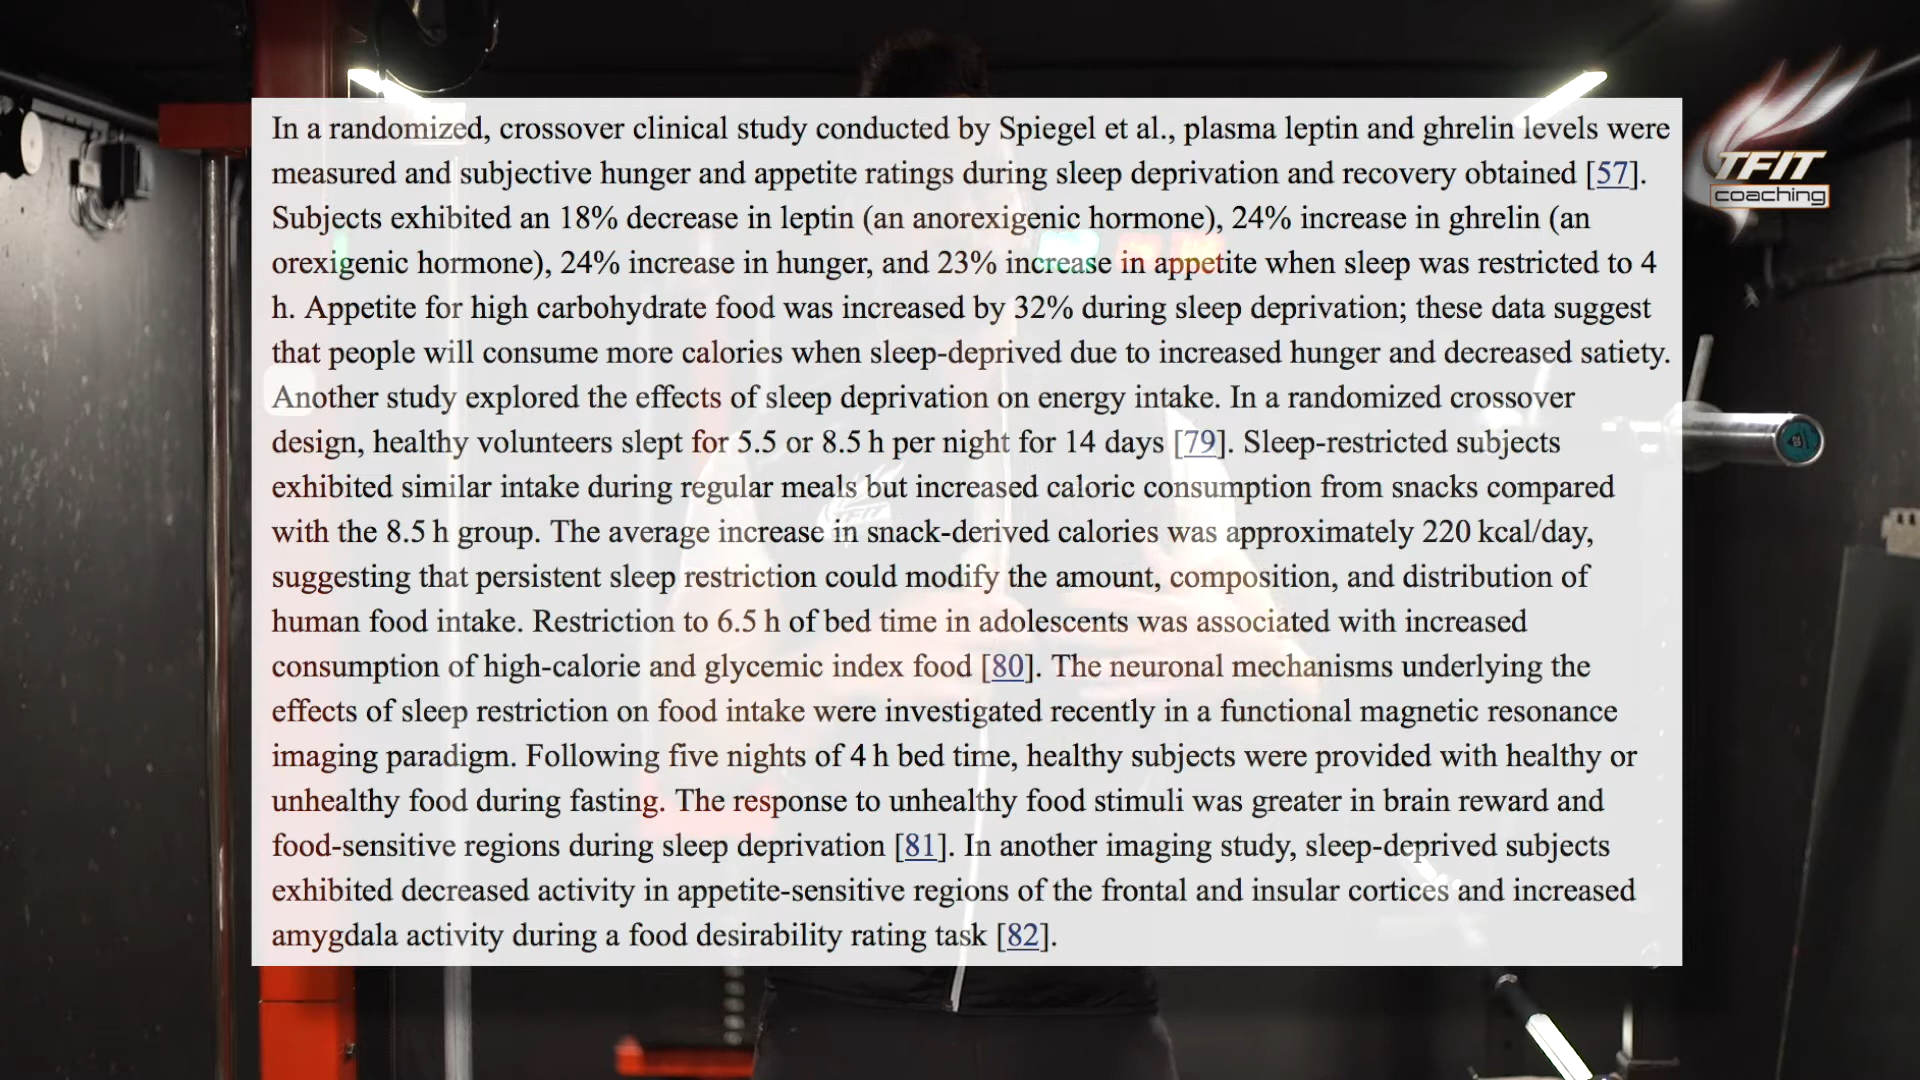 In a randomized, crossover clinical study conducted by Spiegel et al., plasma leptin and ghrelin levels were
measured and subjective hunger and appetite ratings during sleep deprivation and recovery obtained [57].
Subjects exhibited an 18% decrease in leptin (an anorexigenic hormone), 24% increase in ghrelin (an
orexigenic hormone), 24% increase in hunger, and 23% increase in appetite when sleep was restricted to 4
h. Appetite for high carbohydrate food was increased by 32% during sleep deprivation; these data suggest
that people will consume more calories when sleep-deprived due to increased hunger and decreased satiety.
Another study explored the effects of sleep deprivation on energy intake. In a randomized crossover
design, healthy volunteers slept for 5.5 or 8.5 h per night for 14 days [79]. Sleep-restricted subjects
exhibited similar intake during regular meals but increased caloric consumption from snacks compared
with the 8.5 h group. The average increase in snack-derived calories was approximately 220 kcal/day,
suggesting that persistent sleep restriction could modify the amount, composition, and distribution of
human food intake. Restriction to 6.5 h of bed time in adolescents was associated with increased
consumption of high-calorie and glycemic index food [80]. The neuronal mechanisms underlying the
effects of sleep restriction on food intake were investigated recently in a functional magnetic resonance
imaging paradigm. Following five nights of 4 h bed time, healthy subjects were provided with healthy or
unhealthy food during fasting. The response to unhealthy food stimuli was greater in brain reward and
food-sensitive regions during sleep deprivation [81]. In another imaging study, sleep-deprived subjects
exhibited decreased activity in appetite-sensitive regions of the frontal and insular cortices and increased
amygdala activity during a food desirability rating task [82].
TFIT
coaching
TFIT